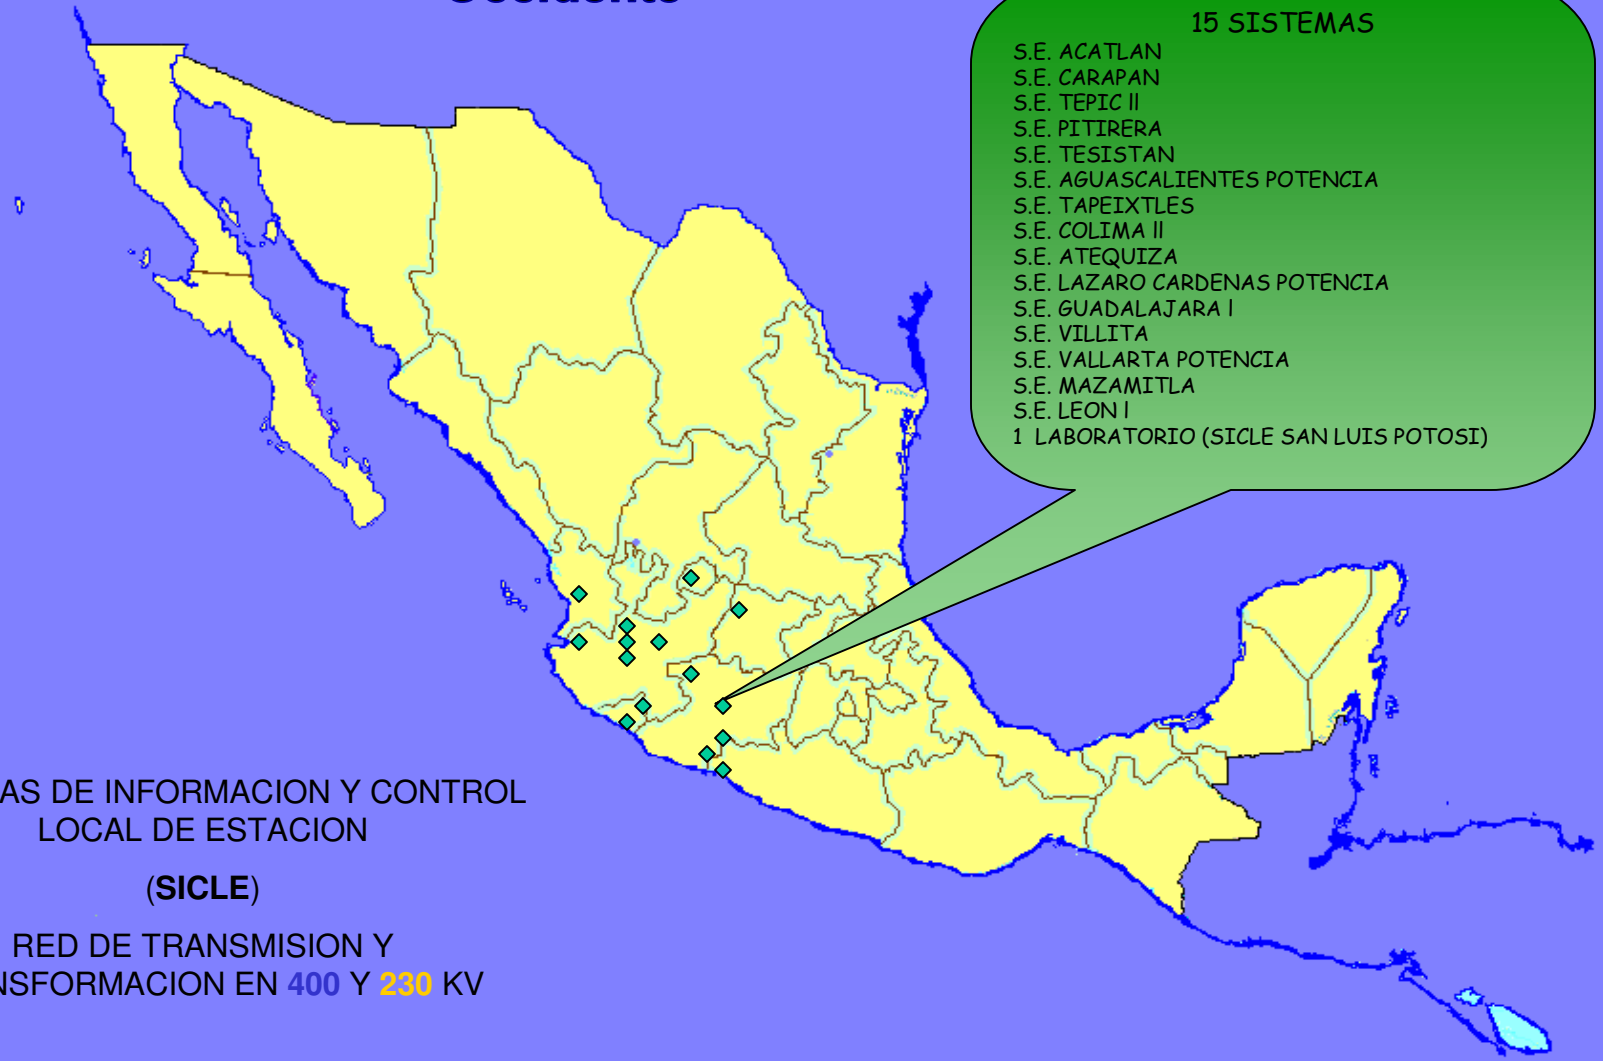 15 SISTEMAS
S.E. ACATLAN
S.E. CARAPAN
S.E. TEPIC II
S.E. PITIRERA
S.E. TESISTAN
S.E. AGUASCALIENTES POTENCIA
S.E. TAPEIXTLES
S.E. COLIMA II
S.E. ATEQUIZA
S.E. LAZARO CARDENAS POTENCIA
S.E. GUADALAJARA I
S.E. VILLITA
S.E. VALLARTA POTENCIA
S.E. MAZAMITLA
S.E. LEON I
1 LABORATORIO (SICLE SAN LUIS POTOSI)
AS DE INFORMACION Y CONTROL
LOCAL DE ESTACION
(SICLE)
RED DE TRANSMISION Y
NSFORMACION EN 400 Y 230 KV